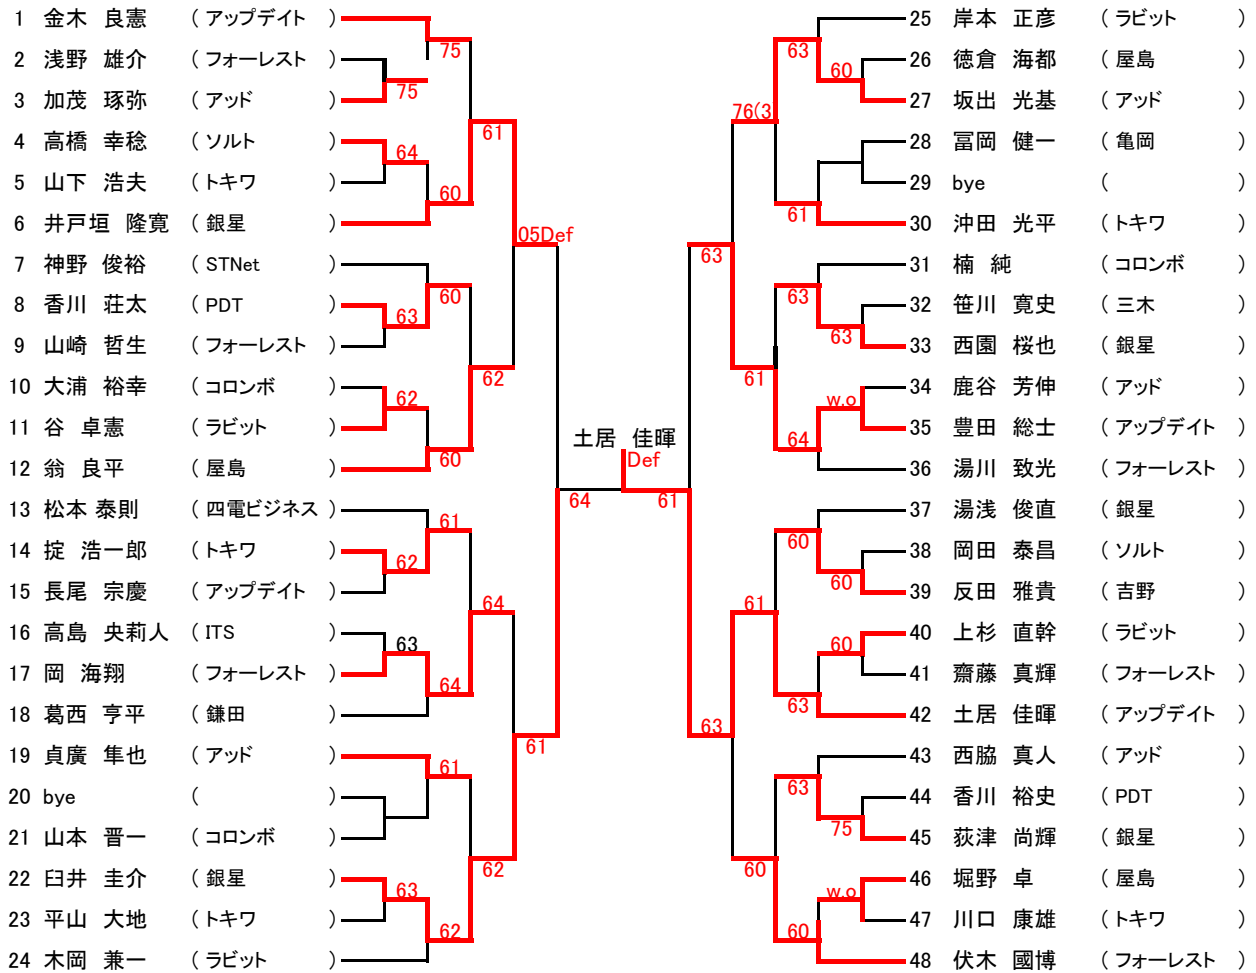 1 金木 良憲 ( アップデイト )
2 浅野 雄介 ( フォーレスト )
3 加茂 琢弥 ( アッド )
4 高橋 幸稔 ( ソルト )
5 山下 浩夫 ( トキワ )
6 井戸垣 隆寛 ( 銀星 )
7 神野 俊裕 ( STNet )
8 香川 荘太 ( PDT )
9 山崎 哲生 ( フォーレスト )
10 大浦 裕幸 ( コロンボ )
11 谷 卓憲 ( ラビット )
12 翁 良平 ( 屋島 )
13 松本 泰則 ( 四電ビジネス )
14 掟 浩一郎 ( トキワ )
15 長尾 宗慶 ( アップデイト )
16 高島 央莉人 ( ITS )
17 岡 海翔 ( フォーレスト )
18 葛西 亨平 ( 鎌田 )
19 貞廣 隼也 ( アッド )
20 bye ( )
21 山本 晋一 ( コロンボ )
22 臼井 圭介 ( 銀星 )
23 平山 大地 ( トキワ )
24 木岡 兼一 ( ラビット )
75
75
64
60
61
05Def
60
63
62
62
60
61
62
64
63
64
61
61
62
63
62
64
土居 佳暉
Def
61
25 岸本 正彦 ( ラビット )
26 徳倉 海都 ( 屋島 )
27 坂出 光基 ( アッド )
28 冨岡 健一 ( 亀岡 )
29 bye ( )
30 沖田 光平 ( トキワ )
31 楠 純 ( コロンボ )
32 笹川 寛史 ( 三木 )
33 西園 桜也 ( 銀星 )
34 鹿谷 芳伸 ( アッド )
35 豊田 総士 ( アップデイト )
36 湯川 致光 ( フォーレスト )
37 湯浅 俊直 ( 銀星 )
38 岡田 泰昌 ( ソルト )
39 反田 雅貴 ( 吉野 )
40 上杉 直幹 ( ラビット )
41 齋藤 真輝 ( フォーレスト )
42 土居 佳暉 ( アップデイト )
43 西脇 真人 ( アッド )
44 香川 裕史 ( PDT )
45 荻津 尚輝 ( 銀星 )
46 堀野 卓 ( 屋島 )
47 川口 康雄 ( トキワ )
48 伏木 國博 ( フォーレスト )
63
60
76(3
61
63
63
63
61
w.o
64
60
60
61
60
63
63
63
75
60
w.o
60